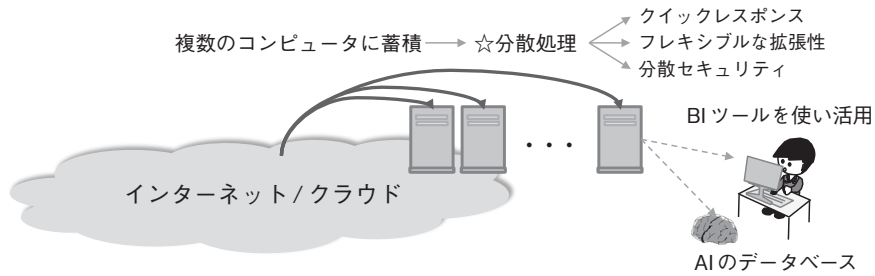 複数のコンピュータに蓄積 ☆分散処理
クイックレスポンス
フレキシブルな拡張性
分散セキュリティ
BIツールを使い活用
・・・
インターネット / クラウド
AIのデータベース